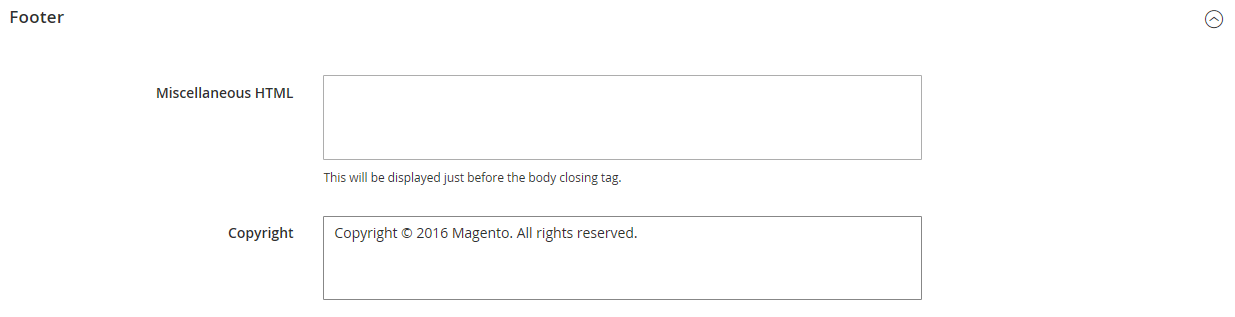 Footer
Miscellaneous HTML
This will be displayed just before the body closing tag.
Copyright
Copyright © 2016 Magento. All rights reserved.